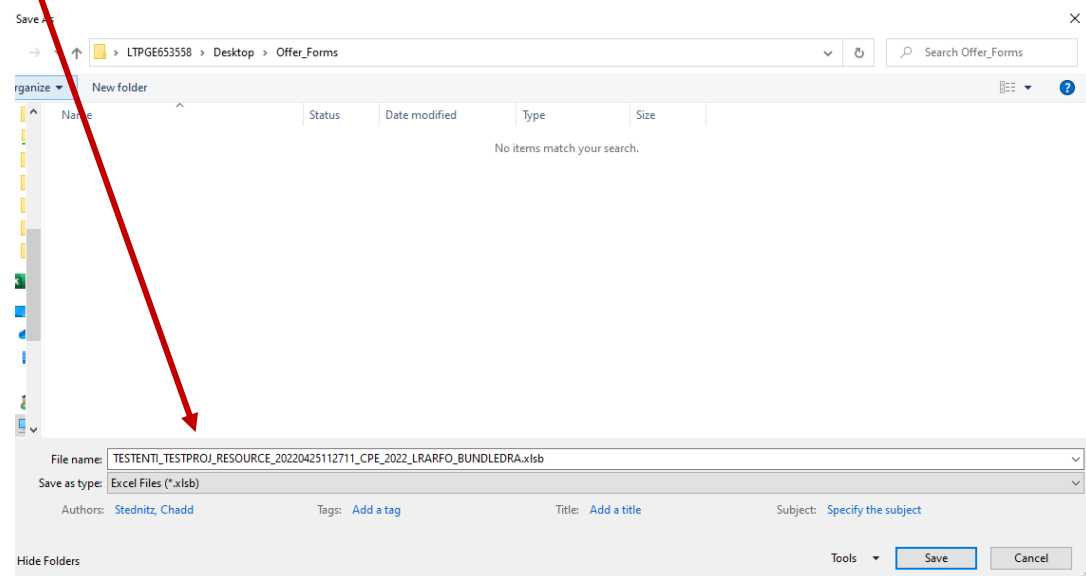 Save As
LTPGE653558 > Desktop > Offer_Forms
Search Offer_Forms
rganize
New folder
?
Name
Status
Date modified
Type
Size
No items match your search.
File name: TESTENTI_TESTPROJ_RESOURCE_20220425112711_CPE_2022_LRARFO_BUNDLEDRA.xlsb
Save as type: Excel Files (*.xlsb)
Authors: Stednitz, Chadd
Tags: Add a tag
Title: Add a title
Subject: Specify the subject
Hide Folders
Tools
Save
Cancel